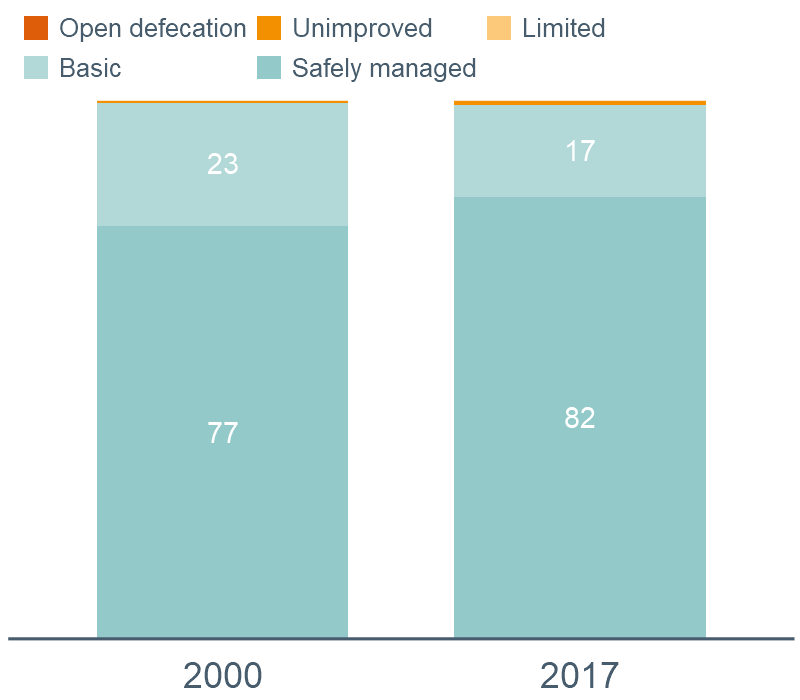 Open defecation Unimproved Limited
Basic Safely managed
23 17
77 82
2000 2017